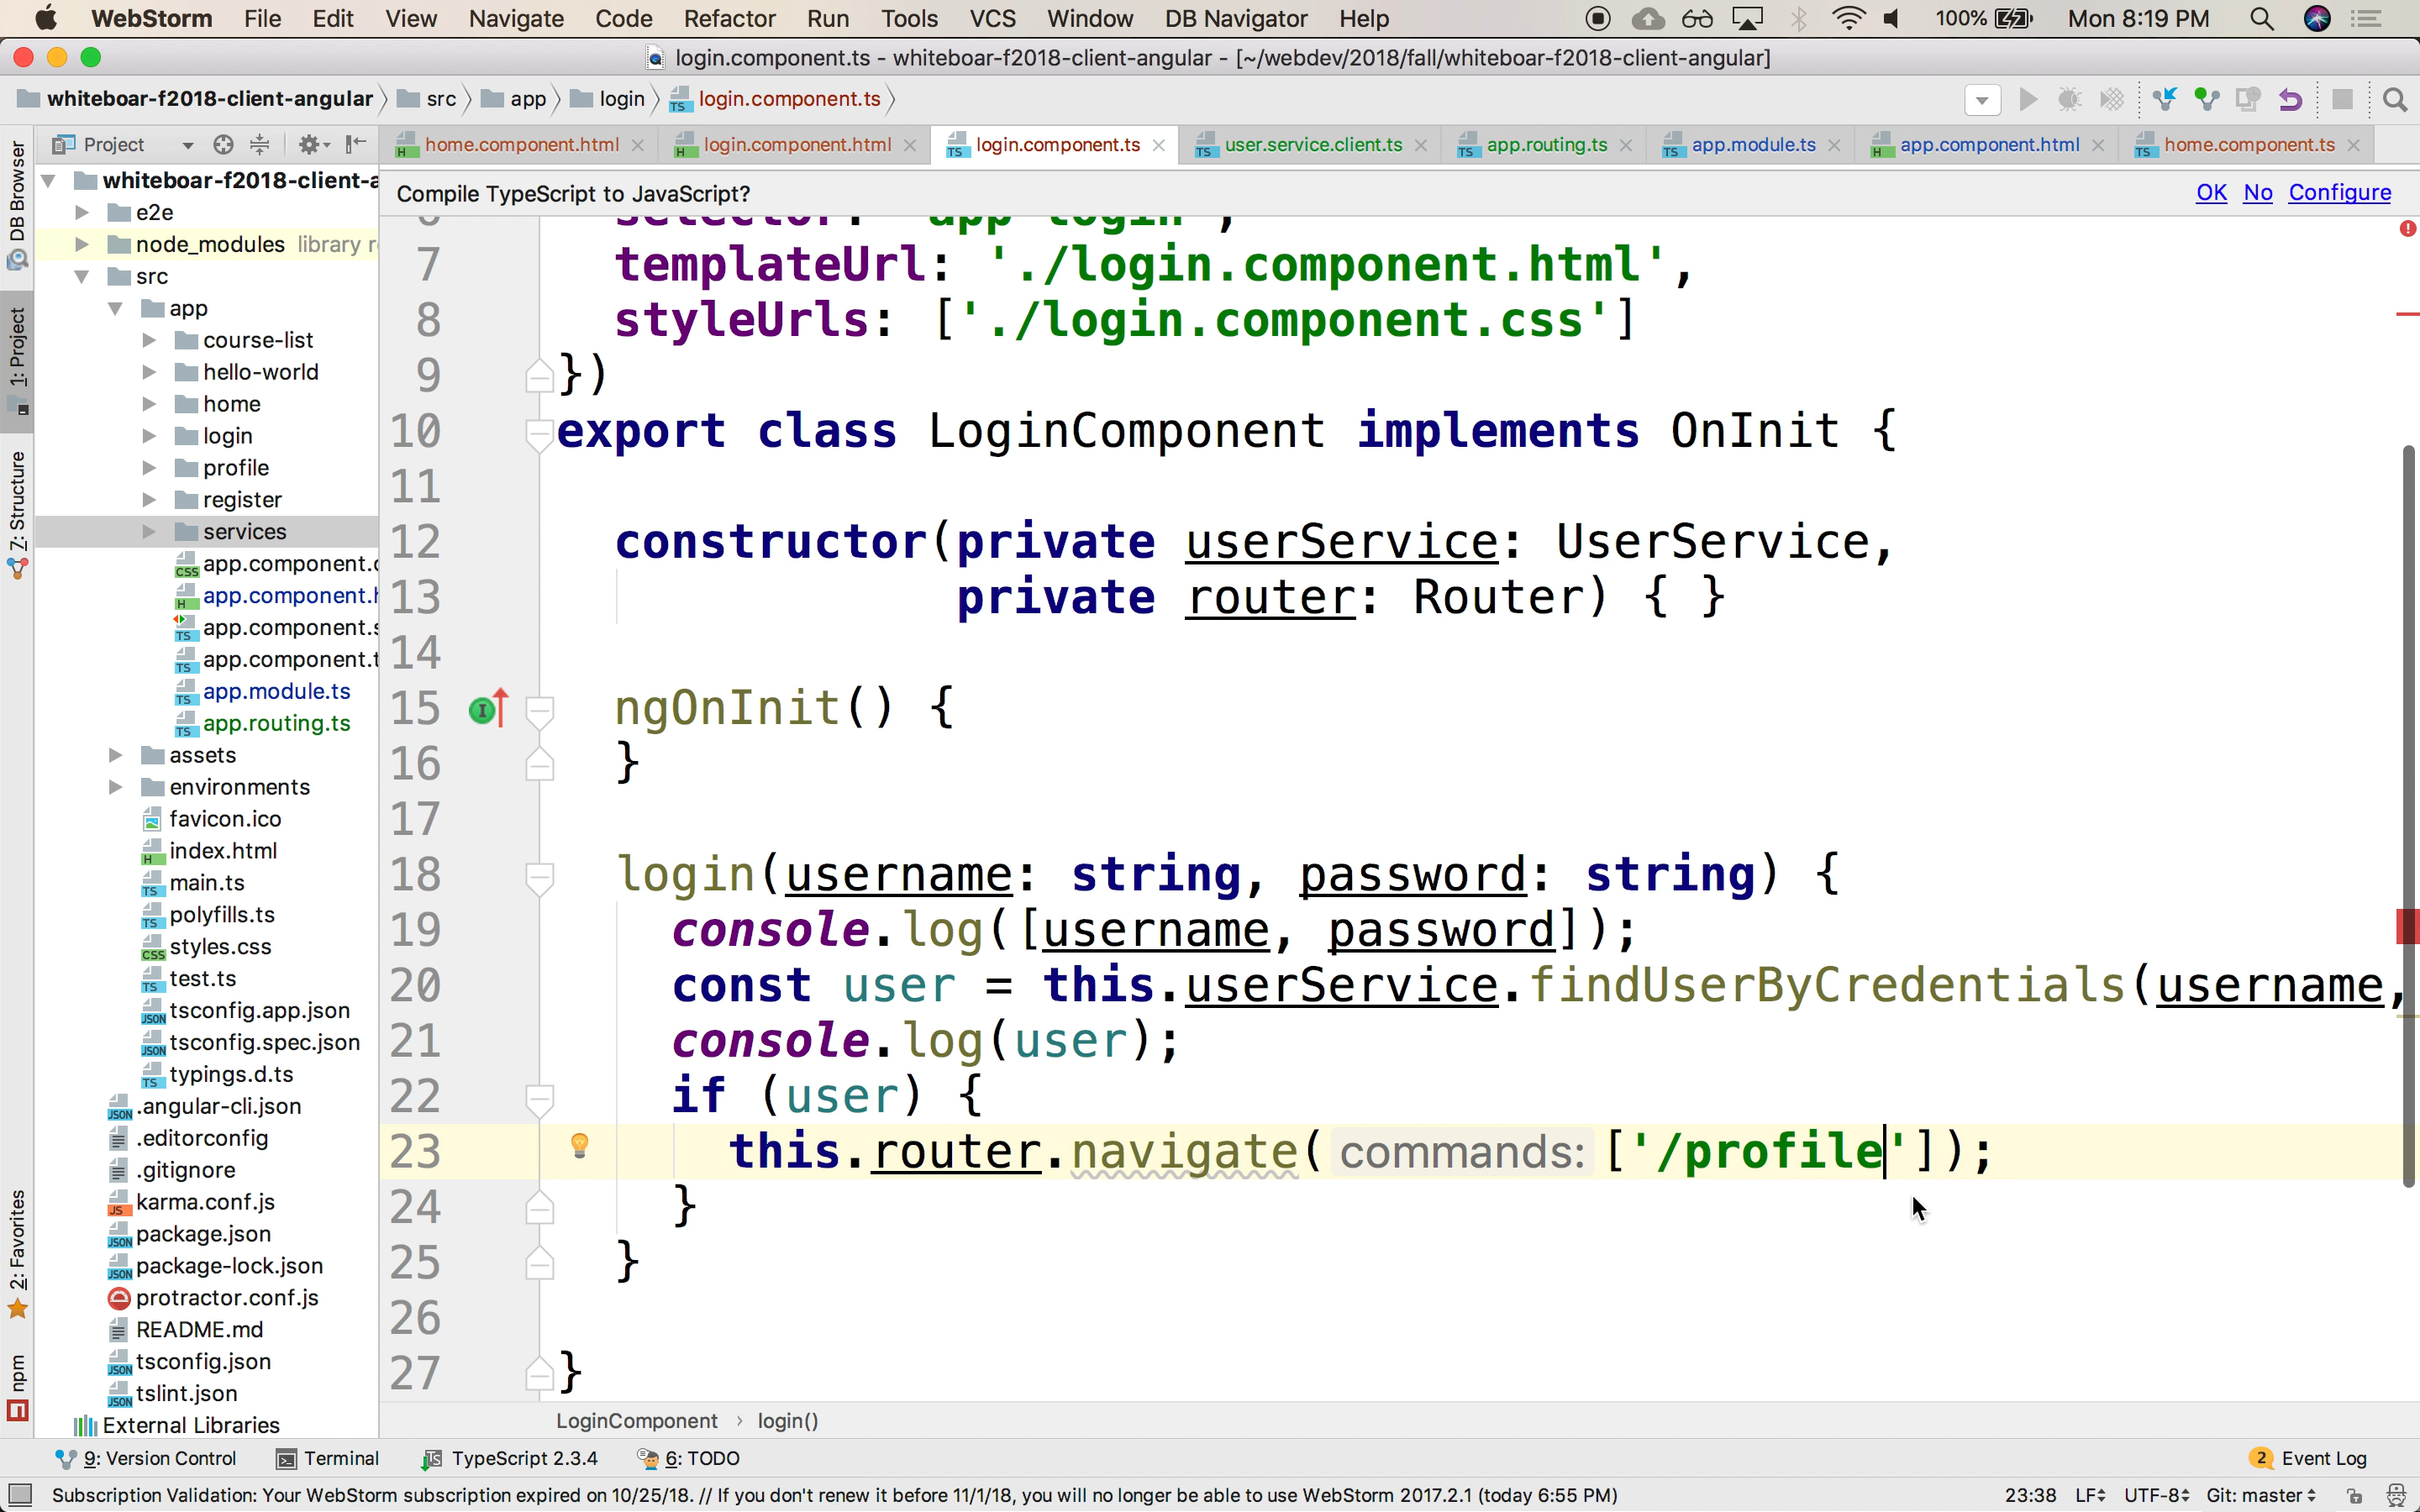 WebStorm File Edit View Navigate Code Refactor Run Tools VCS Window DB Navigator Help 100% Mon 8:19 PM
login.component.ts - whiteboar-f2018-client-angular - [~/webdev/2018/fall/whiteboar-f2018-client-angular]
whiteboar-f2018-client-angular src app login login.component.ts
Project
home.component.html login.component.html login.component.ts user.service.client.ts app.routing.ts app.module.ts app.component.html home.component.ts
Compile TypeScript to JavaScript? OK No Configure
DB Browser
1: Project
Z: Structure
2: Favorites
npm
whiteboar-f2018-client-a
e2e
node_modules library r
src
app
course-list
hello-world
home
login
profile
register
services
app.component.c
app.component.h
app.component.s
app.component.t
app.module.ts
app.routing.ts
assets
environments
favicon.ico
index.html
main.ts
polyfills.ts
styles.css
test.ts
tsconfig.app.json
tsconfig.spec.json
typings.d.ts
.angular-cli.json
.editorconfig
.gitignore
karma.conf.js
package.json
package-lock.json
protractor.conf.js
README.md
tsconfig.json
tslint.json
External Libraries
6 selector: 'app-login',
7 templateUrl: './login.component.html',
8 styleUrls: ['./login.component.css']
9 })
10 export class LoginComponent implements OnInit {
11
12 constructor(private userService: UserService,
13 private router: Router) { }
14
15 ngOnInit() {
16 }
17
18 login(username: string, password: string) {
19 console.log([username, password]);
20 const user = this.userService.findUserByCredentials(username,
21 console.log(user);
22 if (user) {
23 this.router.navigate( commands: ['/profile']);
24 }
25 }
26
27 }
LoginComponent › login()
9: Version Control Terminal TypeScript 2.3.4 6: TODO 2 Event Log
Subscription Validation: Your WebStorm subscription expired on 10/25/18. // If you don't renew it before 11/1/18, you will no longer be able to use WebStorm 2017.2.1 (today 6:55 PM) 23:38 LF UTF-8 Git: master